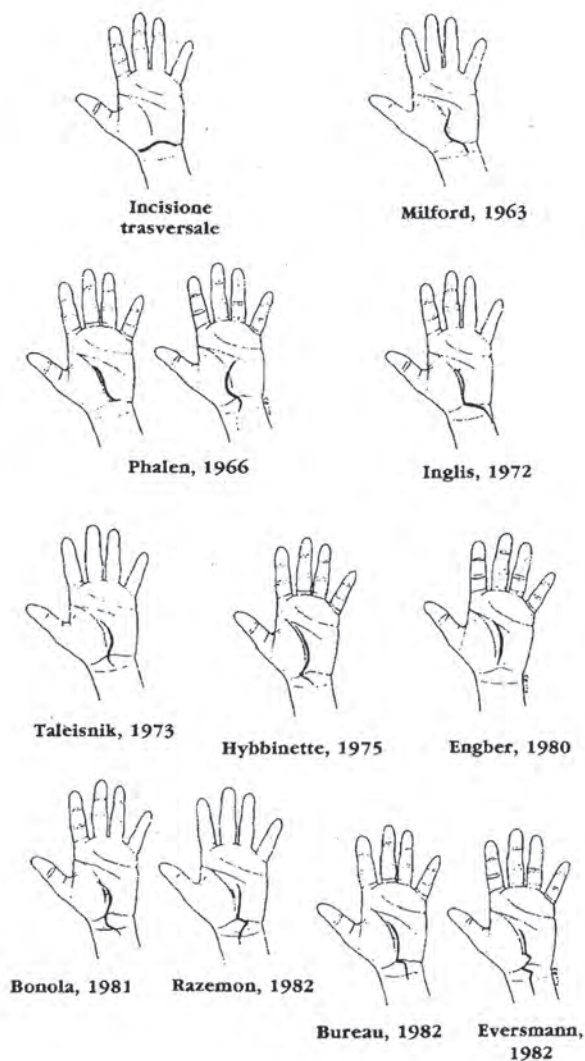 Incisione
trasversale
Milford, 1963
Phalen, 1966
Inglis, 1972
Taleisnik, 1973
Hybbinette, 1975
Engber, 1980
Bonola, 1981
Razemon, 1982
Bureau, 1982
Eversmann,
1982